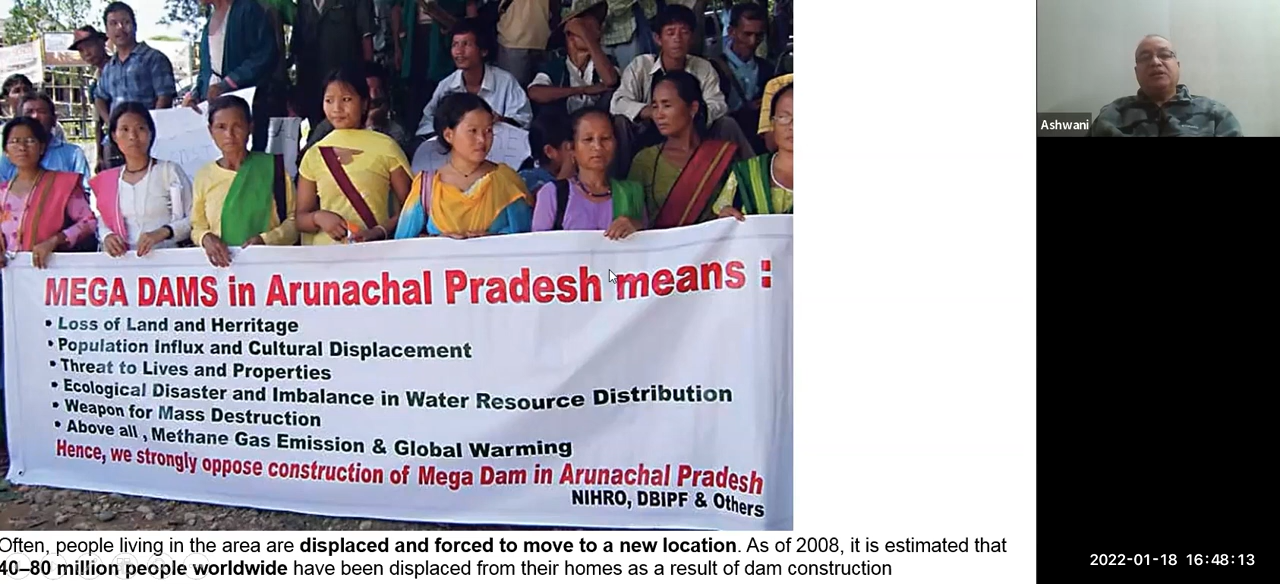 Ashwani
MEGA DAMS in Arunachal Pradesh means :
• Loss of Land and Herritage
• Population Influx and Cultural Displacement
• Threat to Lives and Properties
• Ecological Disaster and Imbalance in Water Resource Distribution
• Weapon for Mass Destruction
• Above all , Methane Gas Emission & Global Warming
Hence, we strongly oppose construction of Mega Dam in Arunachal Pradesh
NIHRO, DBIPF & Others
Often, people living in the area are displaced and forced to move to a new location. As of 2008, it is estimated that
40–80 million people worldwide have been displaced from their homes as a result of dam construction
2022-01-18 16:48:13